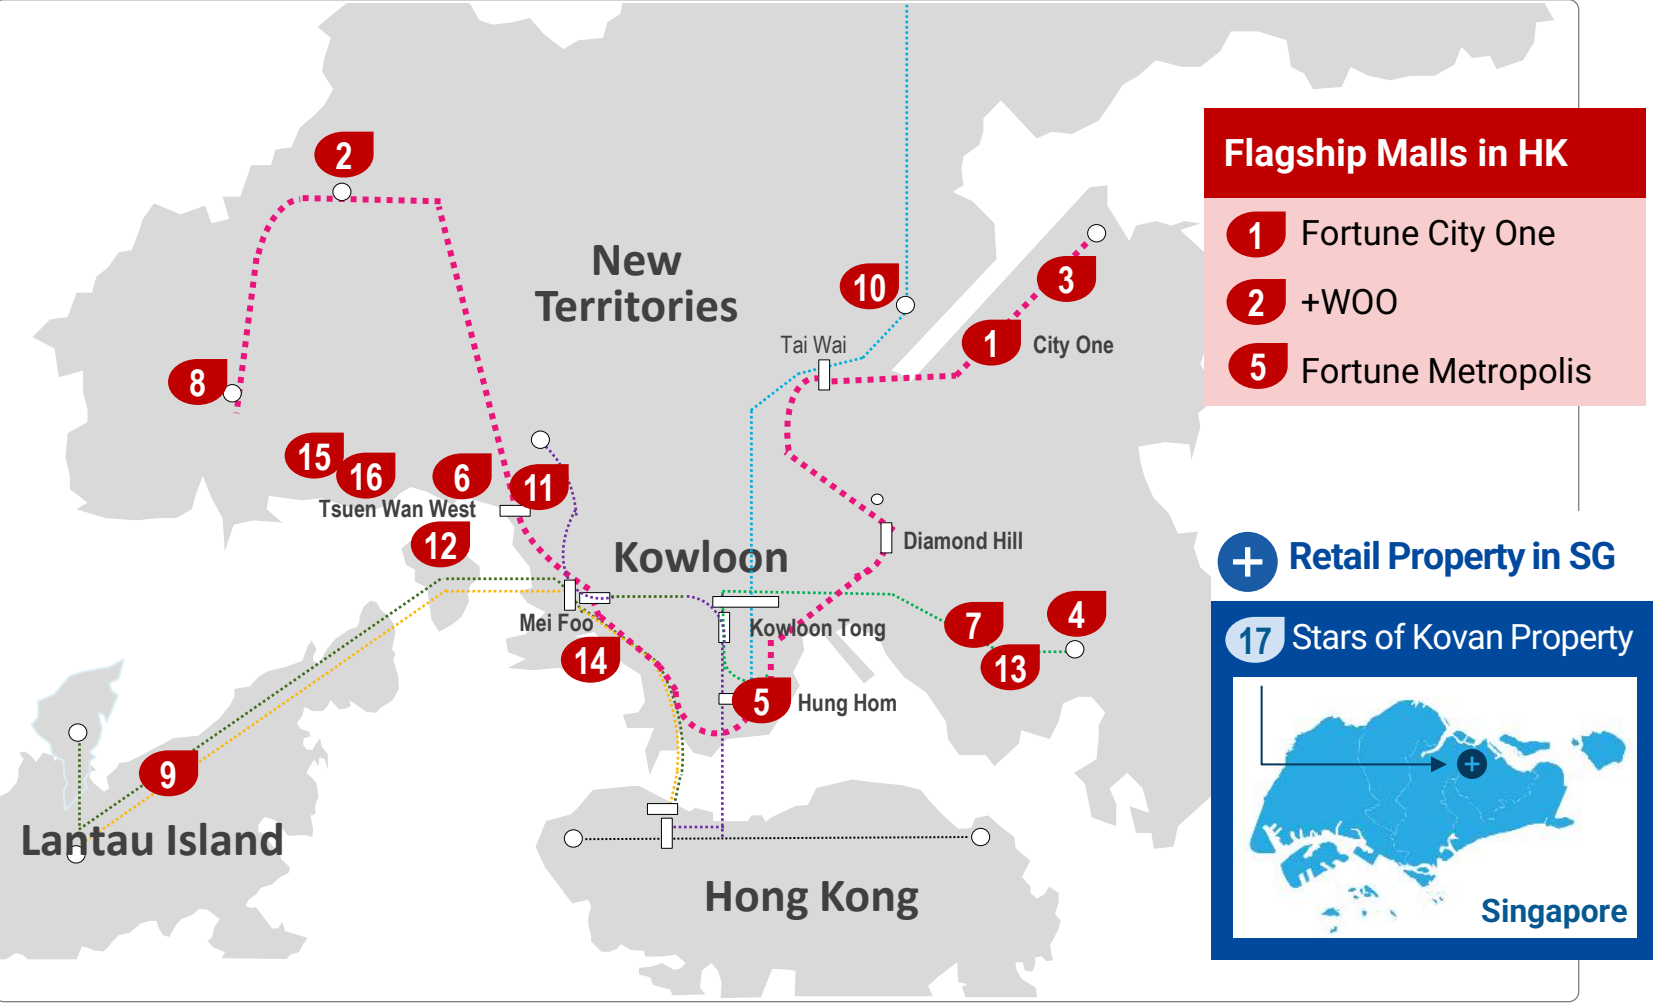 2
New
Territories
10
3
Tai Wai
1
City One
8
15
16
6
11
Tsuen Wan West
12
Kowloon
Diamond Hill
Mei Foo
Kowloon Tong
7
4
14
13
5
Hung Hom
9
Lantau Island
Hong Kong
Flagship Malls in HK
1 Fortune City One
2 +WOO
5 Fortune Metropolis
+ Retail Property in SG
17 Stars of Kovan Property
+
Singapore